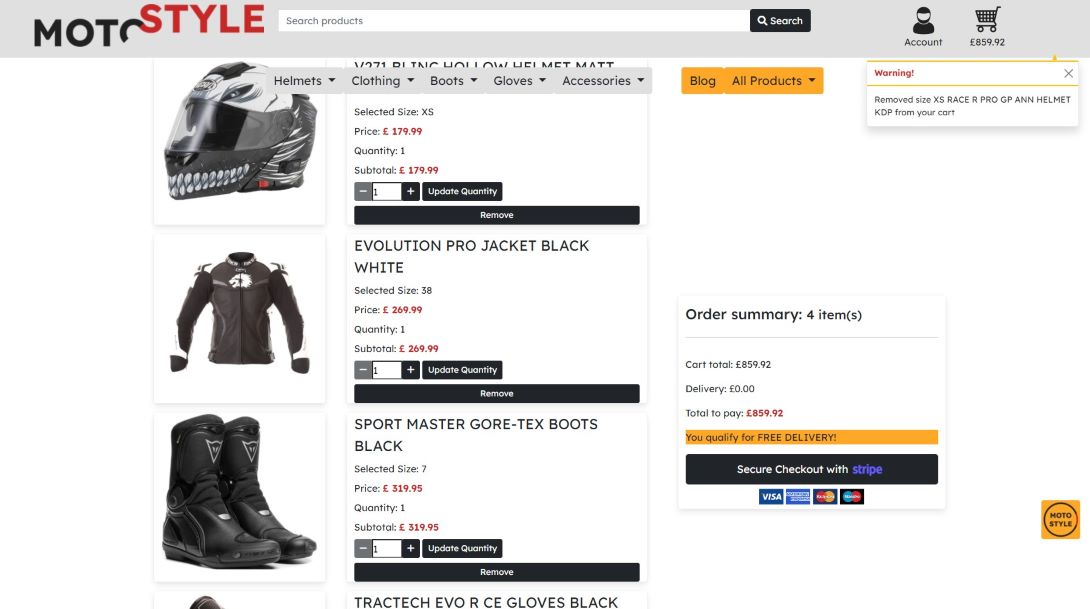 MOTO STYLE
Search products
Search
Account
£859.92
V271 BLINC HOLLOW HELMET MATT
Helmets
Clothing
Boots
Gloves
Accessories
Blog
All Products
Warning!
Removed size XS RACE R PRO GP ANN HELMET
KDP from your cart
Selected Size: XS
Price: £ 179.99
Quantity: 1
Subtotal: £ 179.99
1
Update Quantity
Remove
EVOLUTION PRO JACKET BLACK
WHITE
Selected Size: 38
Price: £ 269.99
Quantity: 1
Subtotal: £ 269.99
1
Update Quantity
Remove
SPORT MASTER GORE-TEX BOOTS
BLACK
Selected Size: 7
Price: £ 319.95
Quantity: 1
Subtotal: £ 319.95
1
Update Quantity
Remove
TRACTECH EVO R CE GLOVES BLACK
Order summary: 4 item(s)
Cart total: £859.92
Delivery: £0.00
Total to pay: £859.92
You qualify for FREE DELIVERY!
Secure Checkout with stripe
VISA
MOTO
STYLE